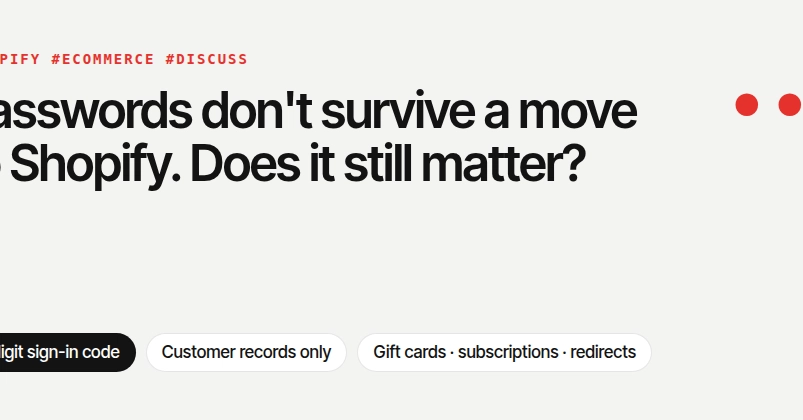 PIFY #ECOMMERCE #DISCUSS
asswords don't survive a move
Shopify. Does it still matter?
igit sign-in code
Customer records only
Gift cards · subscriptions · redirects